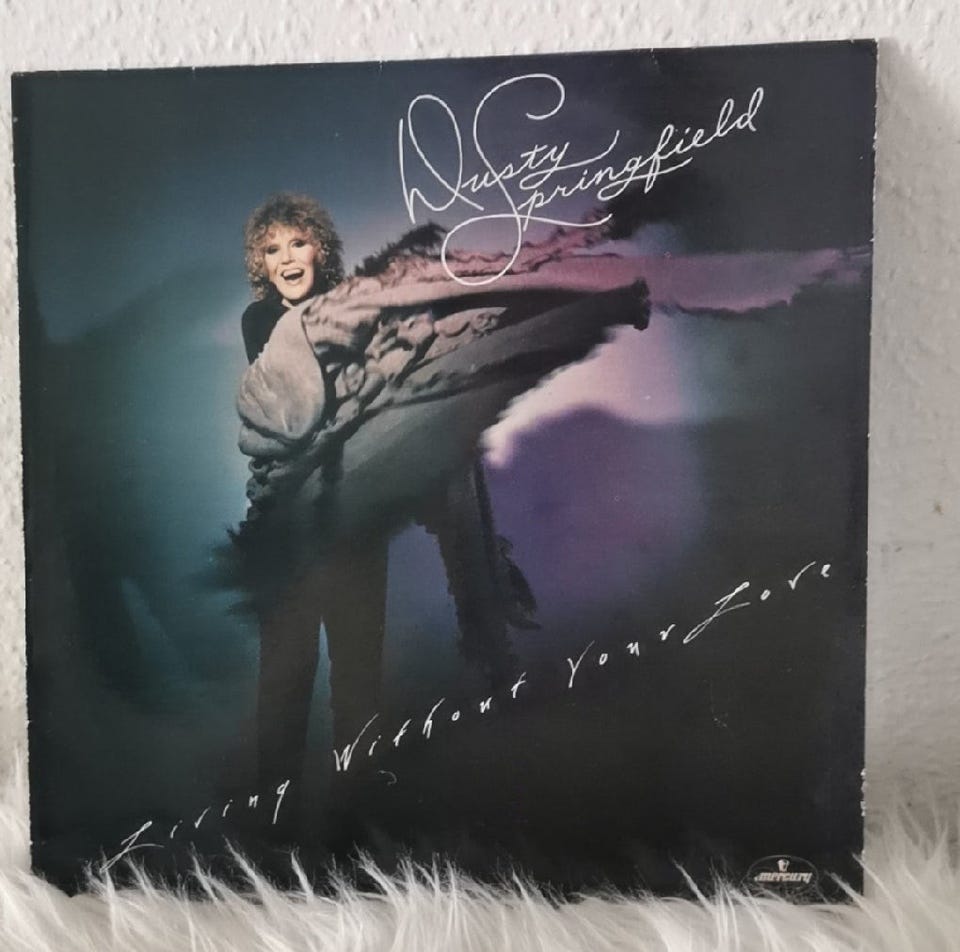 Dusty
Springfield
Living Without Your Love
mercury